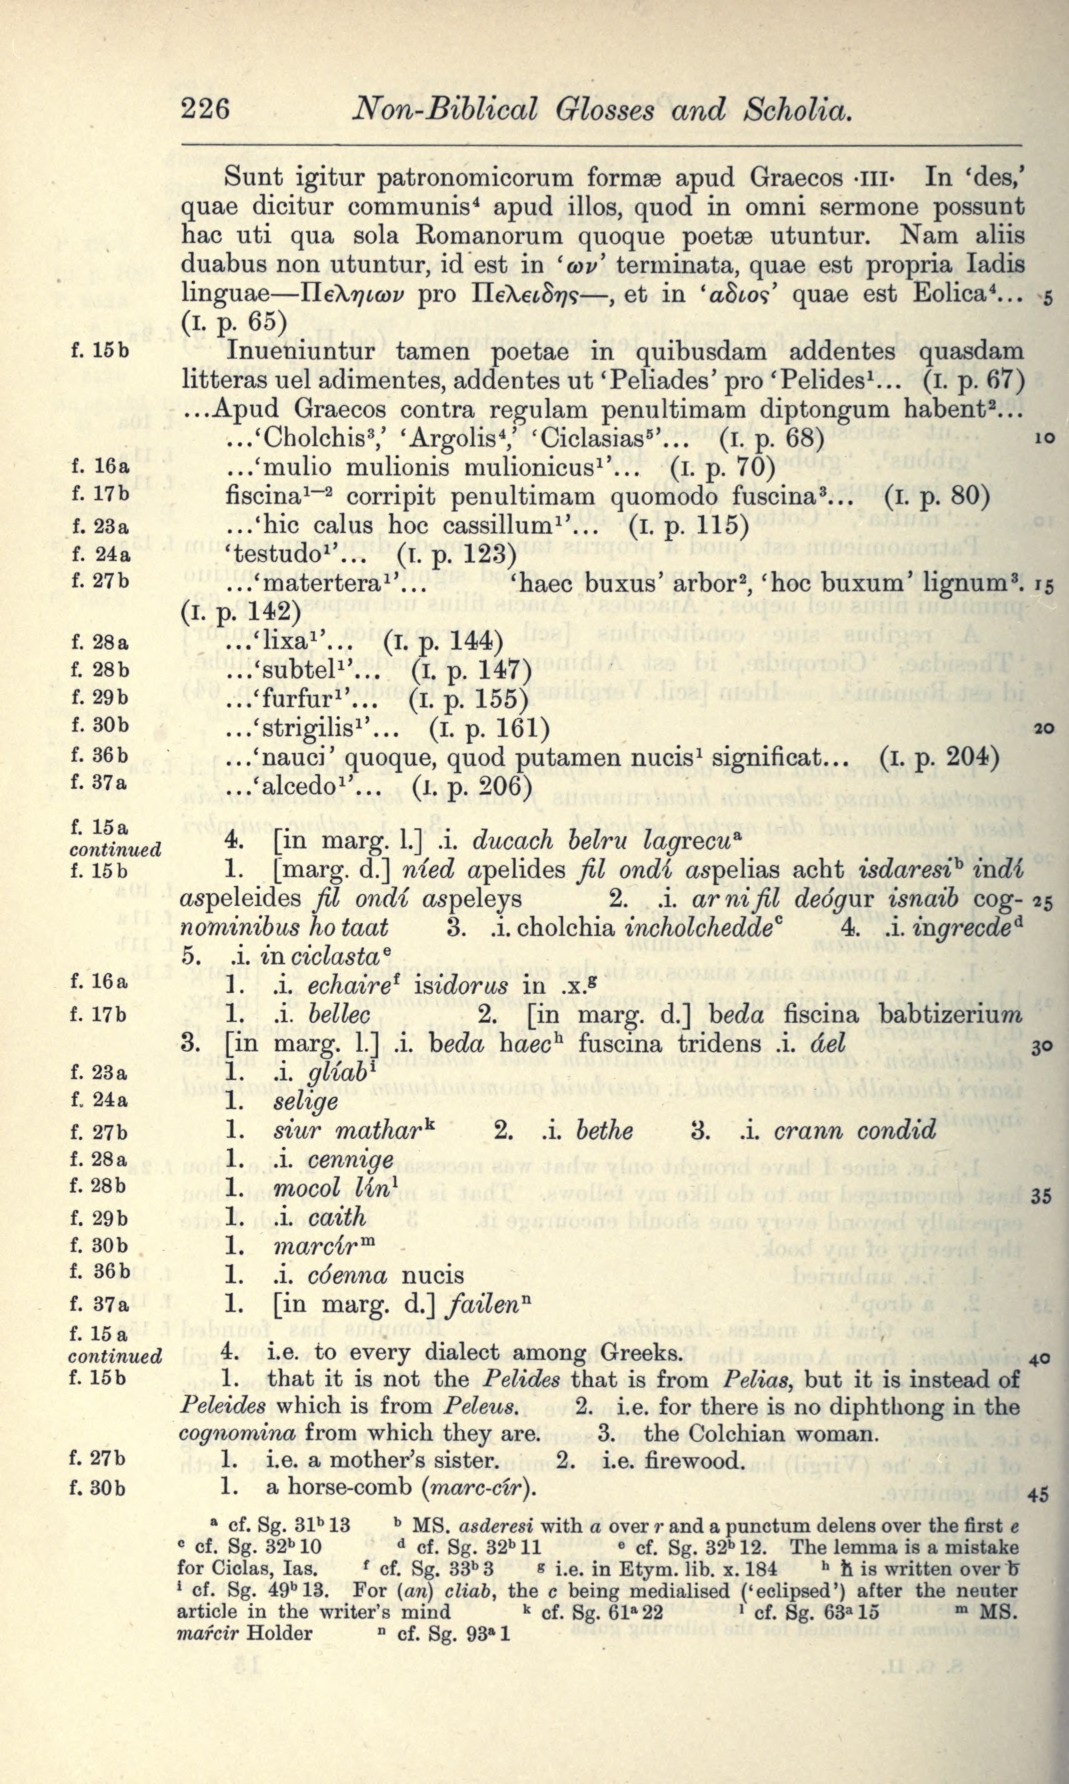 226 Non-Biblical Glosses and Scholia.
Sunt igitur patronomicorum formæ apud Graecos ·III· In ‘des,’
quae dicitur communis⁴ apud illos, quod in omni sermone possunt
hac uti qua sola Romanorum quoque poetæ utuntur. Nam aliis
duabus non utuntur, id est in ‘ων’ terminata, quae est propria Iadis
linguae—Πεληιων pro Πελειδης—, et in ‘αδιος’ quae est Eolica⁴... 5
(I. p. 65)
f. 15b Inueniuntur tamen poetae in quibusdam addentes quasdam
litteras uel adimentes, addentes ut ‘Peliades’ pro ‘Pelides¹... (I. p. 67)
...Apud Graecos contra regulam penultimam diptongum habent²...
...‘Cholchis³,’ ‘Argolis⁴,’ ‘Ciclasias⁵’... (I. p. 68) 10
f. 16a ...‘mulio mulionis mulionicus¹’... (I. p. 70)
f. 17b fiscina¹⁻² corripit penultimam quomodo fuscina³... (I. p. 80)
f. 23a ...‘hic calus hoc cassillum¹’... (I. p. 115)
f. 24a ‘testudo¹’... (I. p. 123)
f. 27b ...‘matertera¹’... ‘haec buxus’ arbor², ‘hoc buxum’ lignum³. 15
(I. p. 142)
f. 28a ...‘lixa¹’... (I. p. 144)
f. 28b ...‘subtel¹’... (I. p. 147)
f. 29b ...‘furfur¹’... (I. p. 155)
f. 30b ...‘strigilis¹’... (I. p. 161) 20
f. 36b ...‘nauci’ quoque, quod putamen nucis¹ significat... (I. p. 204)
f. 37a ...‘alcedo¹’... (I. p. 206)
f. 15a
continued 4. [in marg. l.] .i. ducach belru lagrecuᵃ
f. 15b 1. [marg. d.] níed apelides fil ondí aspelias acht isdaresiᵇ indí
aspeleides fil ondí aspeleys 2. .i. ar ni fil deógur isnaib cog- 25
nominibus ho taat 3. .i. cholchia incholcheddeᶜ 4. .i. ingrecdeᵈ
5. .i. in ciclastaᵉ
f. 16a 1. .i. echaireᶠ isidorus in .x.ᵍ
f. 17b 1. .i. bellec 2. [in marg. d.] beda fiscina babtizerium
3. [in marg. l.] .i. beda haecʰ fuscina tridens .i. áel 30
f. 23a 1. .i. glíabⁱ
f. 24a 1. selige
f. 27b 1. siur matharᵏ 2. .i. bethe 3. .i. crann condid
f. 28a 1. .i. cennige
f. 28b 1. mocol línˡ 35
f. 29b 1. .i. caith
f. 30b 1. marcírᵐ
f. 36b 1. .i. cóenna nucis
f. 37a 1. [in marg. d.] failenⁿ
f. 15 a
continued 4. i.e. to every dialect among Greeks. 40
f. 15b 1. that it is not the Pelides that is from Pelias, but it is instead of
Peleides which is from Peleus. 2. i.e. for there is no diphthong in the
cognomina from which they are. 3. the Colchian woman.
f. 27b 1. i.e. a mother's sister. 2. i.e. firewood.
f. 30b 1. a horse-comb (marc-cír). 45
ᵃ cf. Sg. 31ᵇ13 ᵇ MS. asderesi with a over r and a punctum delens over the first e
ᶜ cf. Sg. 32ᵇ10 ᵈ cf. Sg. 32ᵇ11 ᵉ cf. Sg. 32ᵇ12. The lemma is a mistake
for Ciclas, Ias. ᶠ cf. Sg. 33ᵇ3 ᵍ i.e. in Etym. lib. x. 184 ʰ ħ is written over ƀ
ⁱ cf. Sg. 49ᵇ13. For (an) cliab, the c being medialised (‘eclipsed’) after the neuter
article in the writer's mind ᵏ cf. Sg. 61ᵃ22 ˡ cf. Sg. 63ᵃ15 ᵐ MS.
maṙcir Holder ⁿ cf. Sg. 93ᵃ1